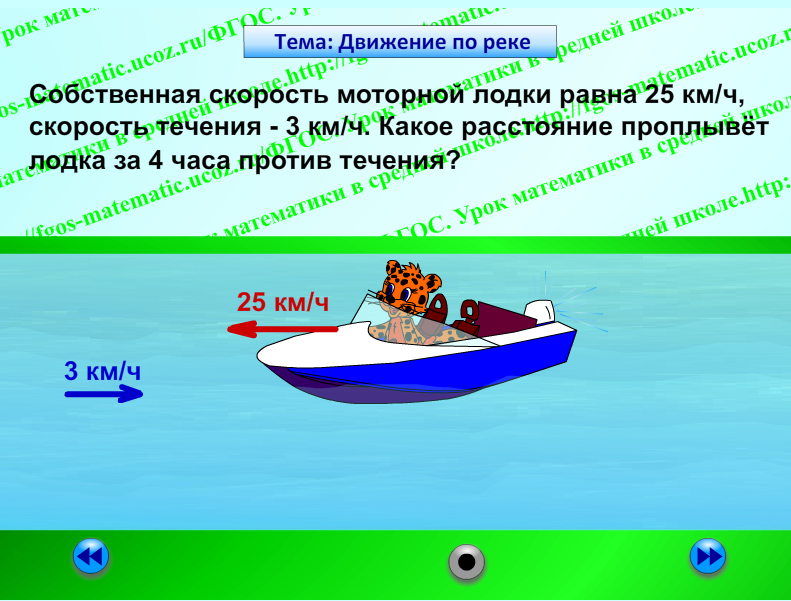 Тема: Движение по реке
Собственная скорость моторной лодки равна 25 км/ч,
скорость течения - 3 км/ч. Какое расстояние проплывёт
лодка за 4 часа против течения?
25 км/ч
3 км/ч